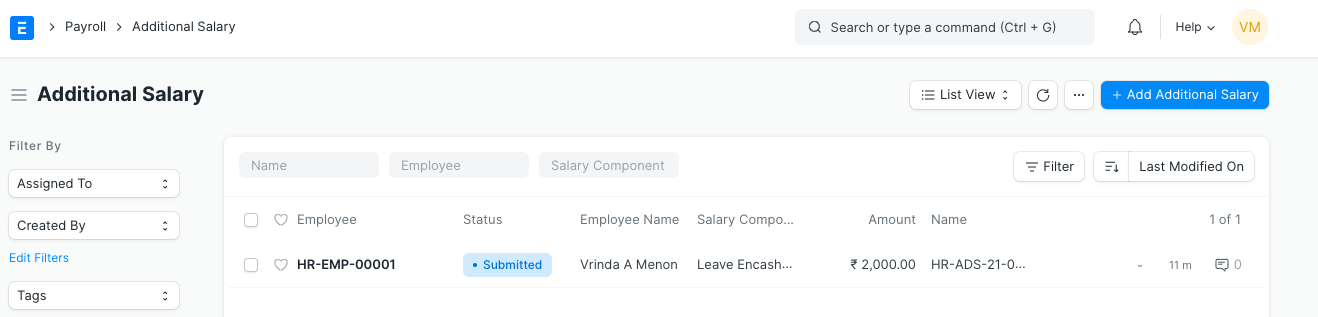 E Payroll Additional Salary Search or type a command (Ctrl + G) Help VM
Additional Salary List View ... + Add Additional Salary
Filter By
Name Employee Salary Component Filter Last Modified On
Assigned To
Employee Status Employee Name Salary Compo... Amount Name 1 of 1
Created By
Edit Filters
HR-EMP-00001 Submitted Vrinda A Menon Leave Encash... ₹ 2,000.00 HR-ADS-21-0... - 11 m 0
Tags